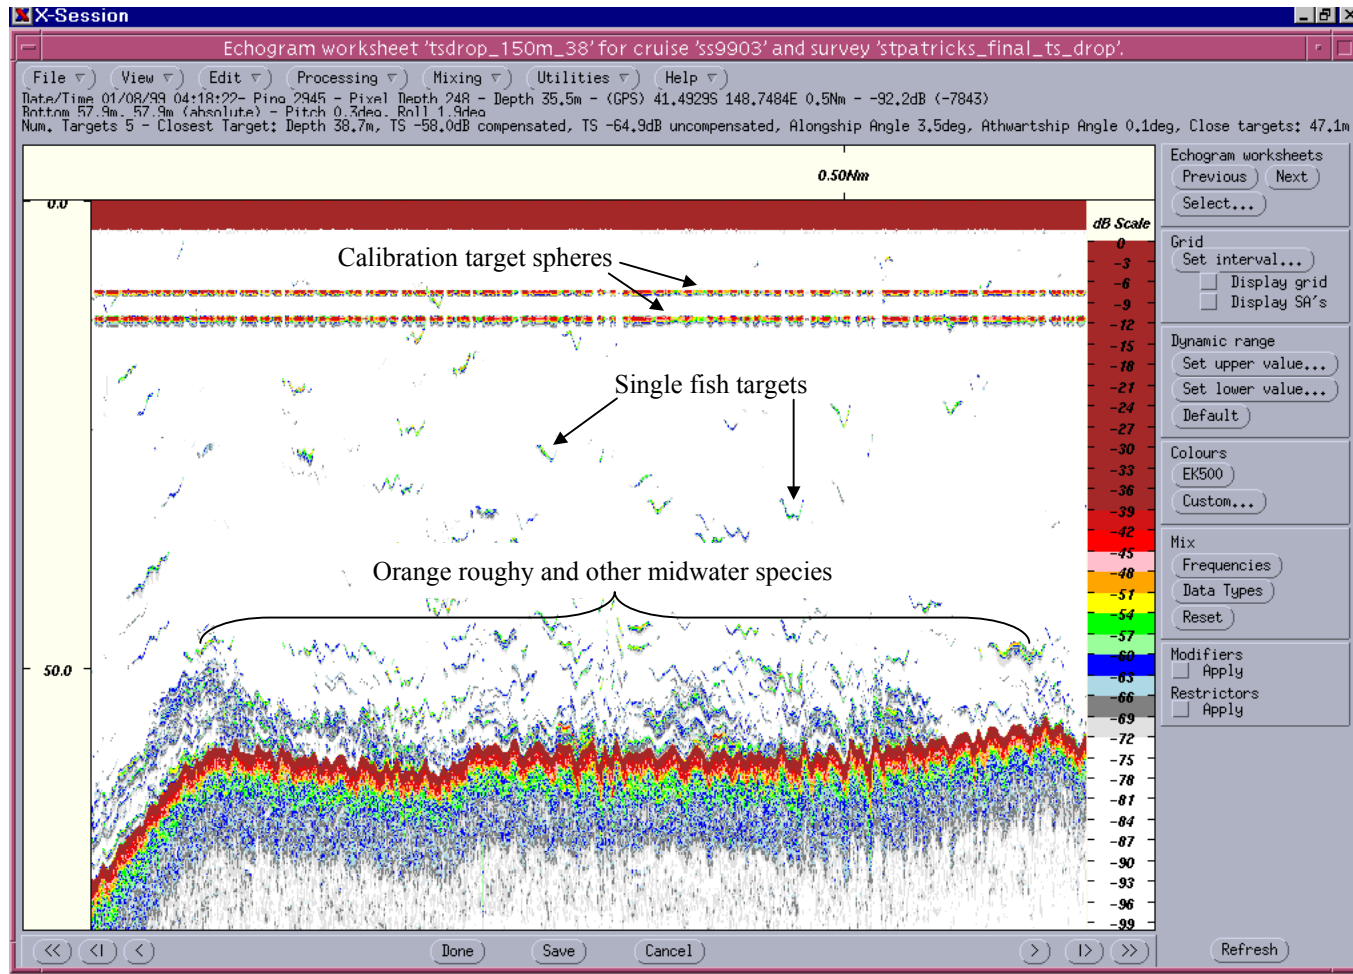 X-Session
Echogram worksheet 'tsdrop_150m_38' for cruise 'ss9903' and survey 'stpatricks_final_ts_drop'.
File View Edit Processing Mixing Utilities Help
Date/Time 01/08/99 04:18:22- Ping 2945 - Pixel Depth 248 - Depth 35.5m - (GPS) 41.4929S 148.7484E 0.5Nm - -92.2dB (-7843)
Bottom 57.9m, 57.9m (absolute) - Pitch 0.3deg, Roll 1.9deg
Num. Targets 5 - Closest Target: Depth 38.7m, TS -58.0dB compensated, TS -64.9dB uncompensated, Alongship Angle 3.5deg, Athwartship Angle 0.1deg, Close targets: 47.1m
0.50Nm
0.0
50.0
Calibration target spheres
Single fish targets
Orange roughy and other midwater species
dB Scale
0
-3
-6
-9
-12
-15
-18
-21
-24
-27
-30
-33
-36
-39
-42
-45
-48
-51
-54
-57
-60
-63
-66
-69
-72
-75
-78
-81
-84
-87
-90
-93
-96
-99
Echogram worksheets
Previous Next
Select...
Grid
Set interval...
Display grid
Display SA's
Dynamic range
Set upper value...
Set lower value...
Default
Colours
EK500
Custom...
Mix
Frequencies
Data Types
Reset
Modifiers
Apply
Restrictors
Apply
<< <| < Done Save Cancel > |> >> Refresh